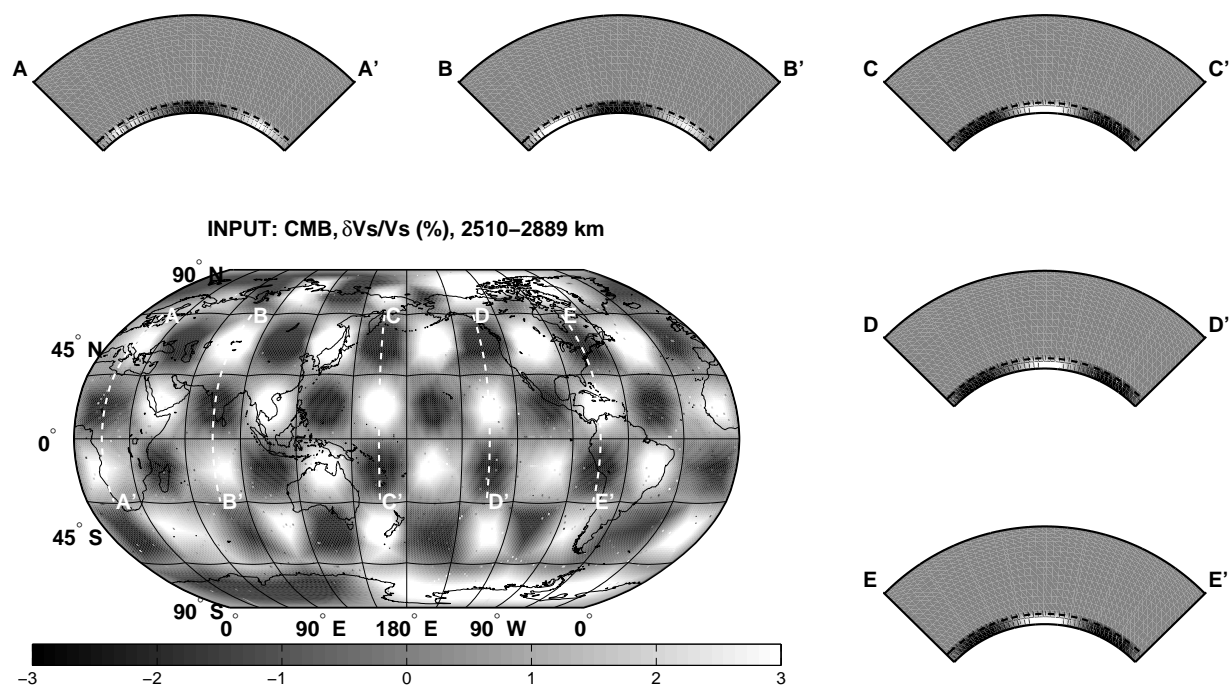 A A' B B' C C'
INPUT: CMB, δVs/Vs (%), 2510–2889 km
90° N
A B C D E
45° N
D D'
0°
A' B' C' D' E'
45° S
E E'
90° S
0° 90° E 180° E 90° W 0°
−3 −2 −1 0 1 2 3